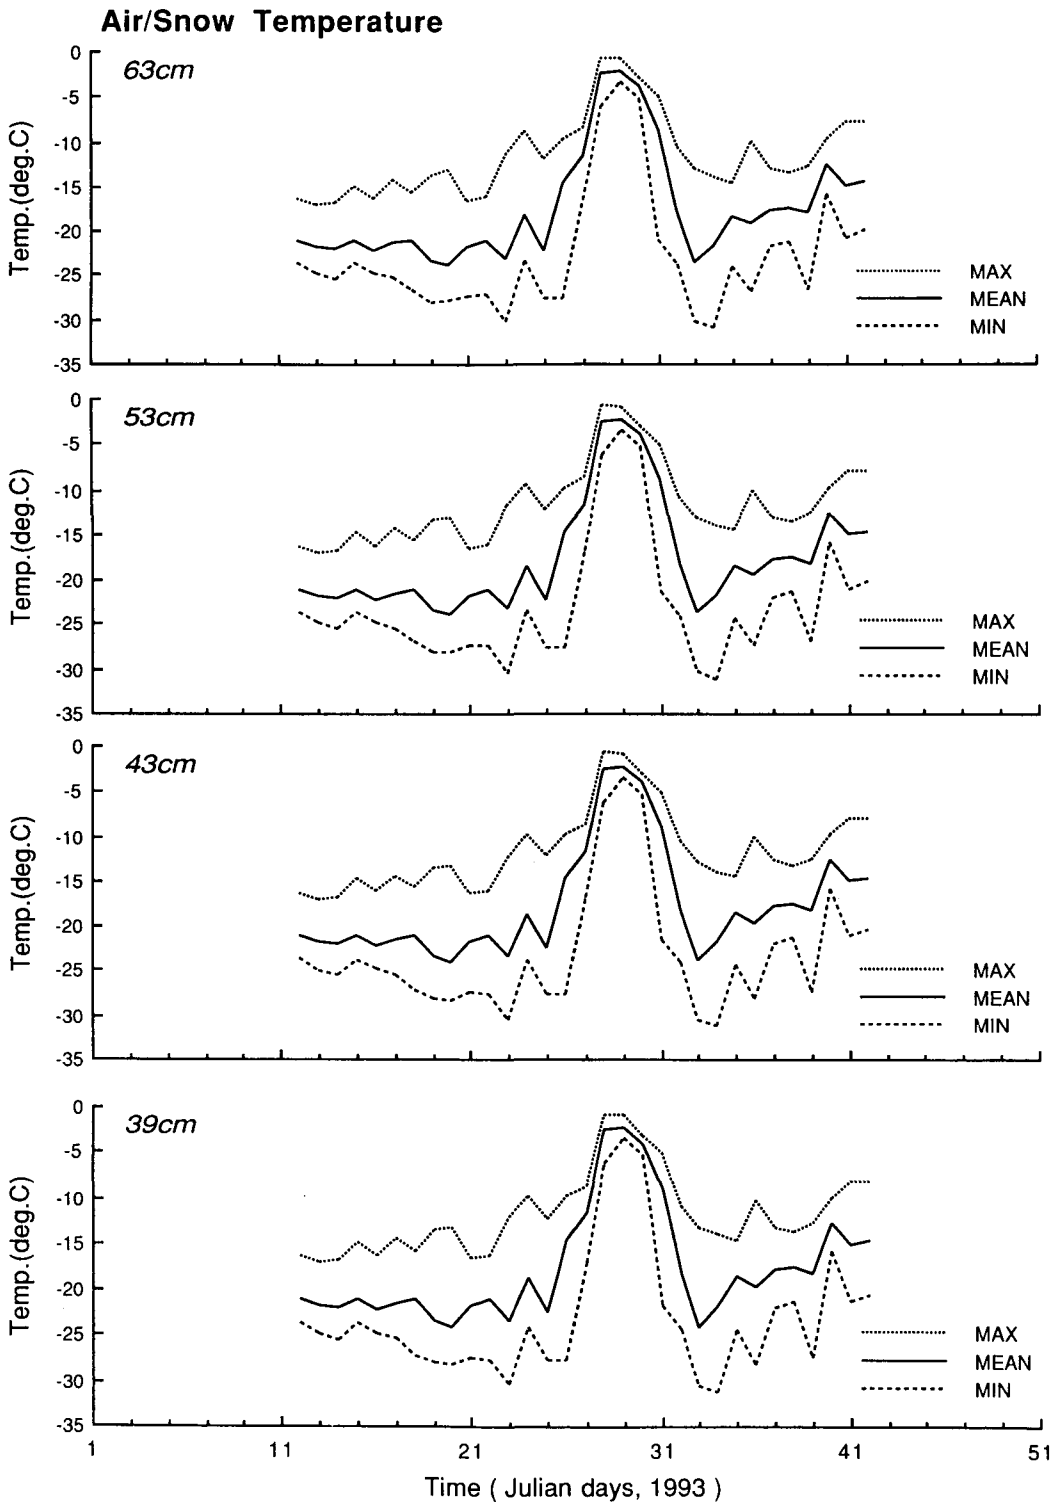 Air/Snow Temperature
63cm
Temp.(deg.C)
0
-5
-10
-15
-20
-25
-30
-35
MAX
MEAN
MIN
53cm
Temp.(deg.C)
0
-5
-10
-15
-20
-25
-30
-35
MAX
MEAN
MIN
43cm
Temp.(deg.C)
0
-5
-10
-15
-20
-25
-30
-35
MAX
MEAN
MIN
39cm
Temp.(deg.C)
0
-5
-10
-15
-20
-25
-30
-35
MAX
MEAN
MIN
1 11 21 31 41 51
Time ( Julian days, 1993 )